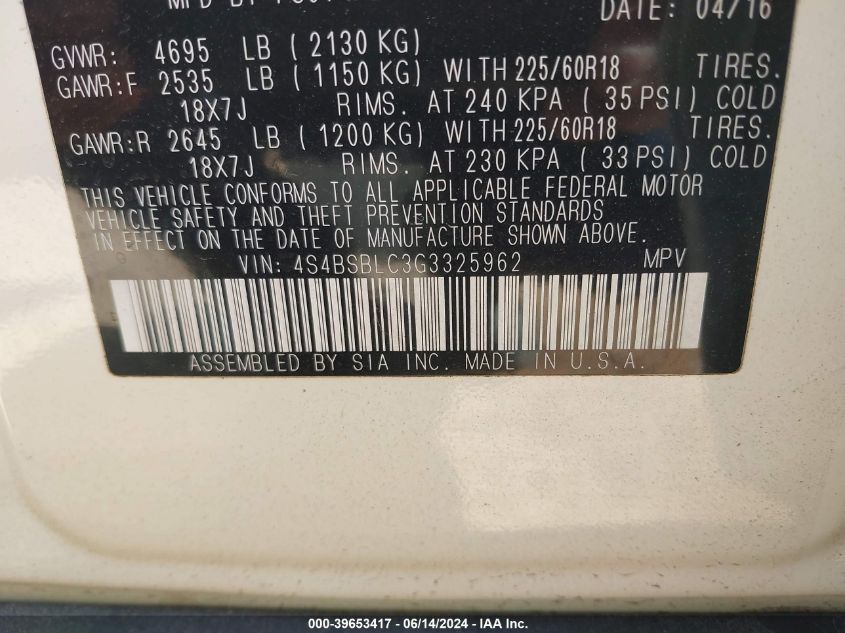 MFD BY DATE: 04/16
GVWR: 4695 LB ( 2130 KG)
GAWR:F 2535 LB ( 1150 KG) WITH 225/60R18 TIRES.
18X7J RIMS. AT 240 KPA ( 35 PSI) COLD
GAWR:R 2645 LB ( 1200 KG) WITH 225/60R18 TIRES.
18X7J RIMS. AT 230 KPA ( 33 PSI) COLD
THIS VEHICLE CONFORMS TO ALL APPLICABLE FEDERAL MOTOR
VEHICLE SAFETY AND THEFT PREVENTION STANDARDS
IN EFFECT ON THE DATE OF MANUFACTURE SHOWN ABOVE.
VIN: 4S4BSBLC3G3325962 MPV
ASSEMBLED BY SIA INC. MADE IN U.S.A.
000-39653417 - 06/14/2024 - IAA Inc.